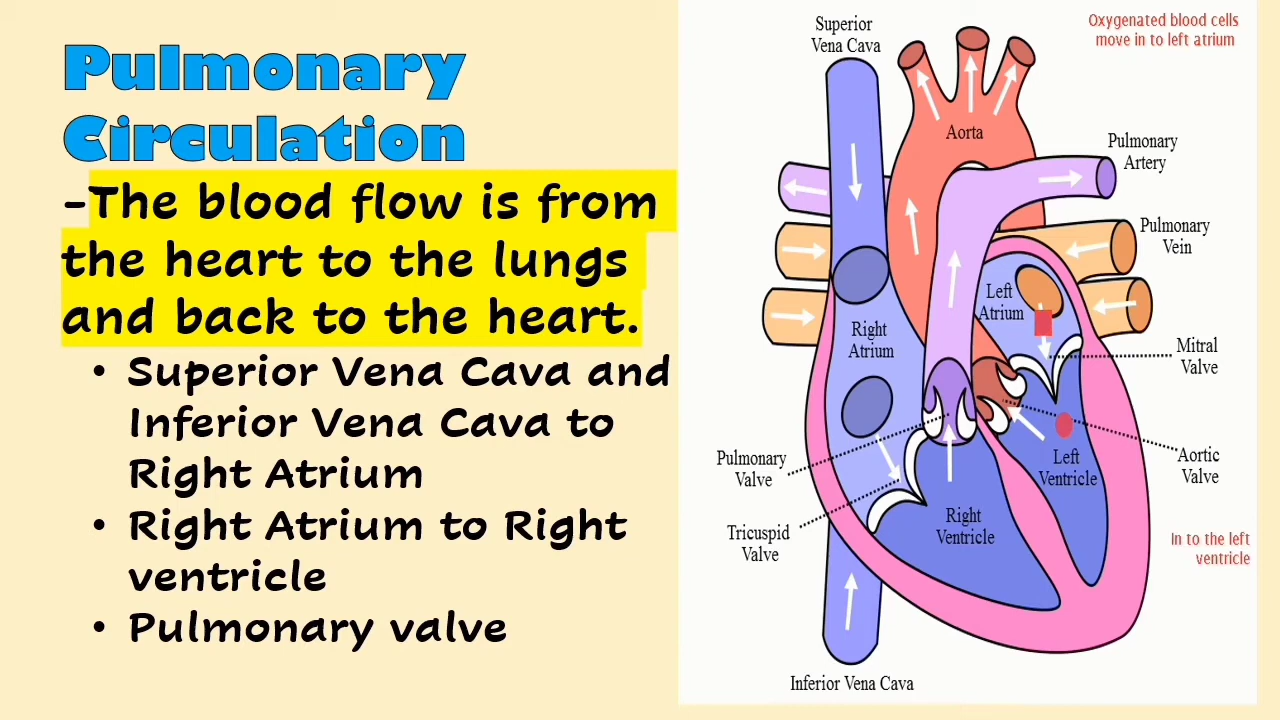 Pulmonary
Circulation
-The blood flow is from
the heart to the lungs
and back to the heart.
• Superior Vena Cava and
Inferior Vena Cava to
Right Atrium
• Right Atrium to Right
ventricle
• Pulmonary valve
Superior
Vena Cava
Oxygenated blood cells
move in to left atrium
Aorta
Pulmonary
Artery
Pulmonary
Vein
Left
Atrium
Right
Atrium
Mitral
Valve
Pulmonary
Valve
Left
Ventricle
Aortic
Valve
Tricuspid
Valve
Right
Ventricle
In to the left
ventricle
Inferior Vena Cava